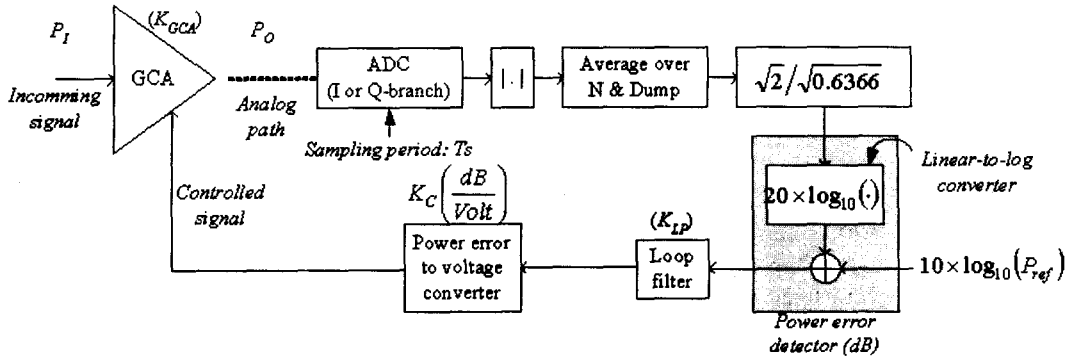 P_I
(K_GCA)
P_O
GCA
Incomming
signal
Analog
path
ADC
(I or Q-branch)
Sampling period: Ts
| . |
Average over
N & Dump
√2/√0.6366
Linear-to-log
converter
20×log₁₀(·)
Controlled
signal
K_C (dB/Volt)
Power error
to voltage
converter
(K_LP)
Loop
filter
+
10×log₁₀(P_ref)
Power error
detector (dB)